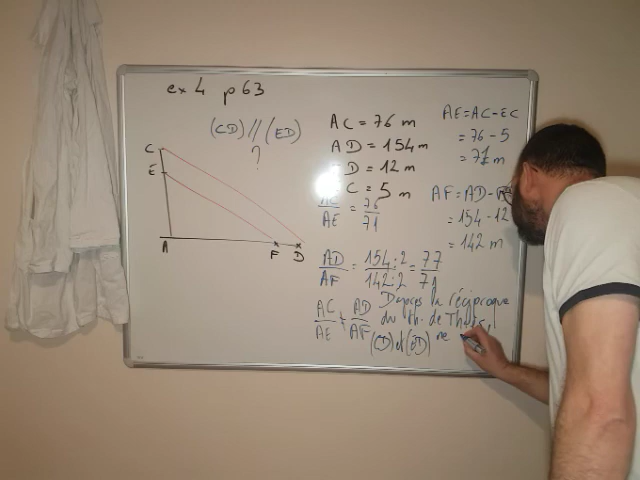 ex 4 p 63
(CD) // (ED)
?
C
E
A
F
D
AC = 76 m
AD = 154 m
D = 12 m
C = 5 m
AC/AE = 76/71
AD/AF = 154:2/142:2 = 77/71
AC/AE ≠ AD/AF
AE = AC - EC
= 76 - 5
= 71 m
AF = AD -
= 154 - 12
= 142 m
D'après la réciproque
du th. de Thalès,
(CD) et (ED) ne